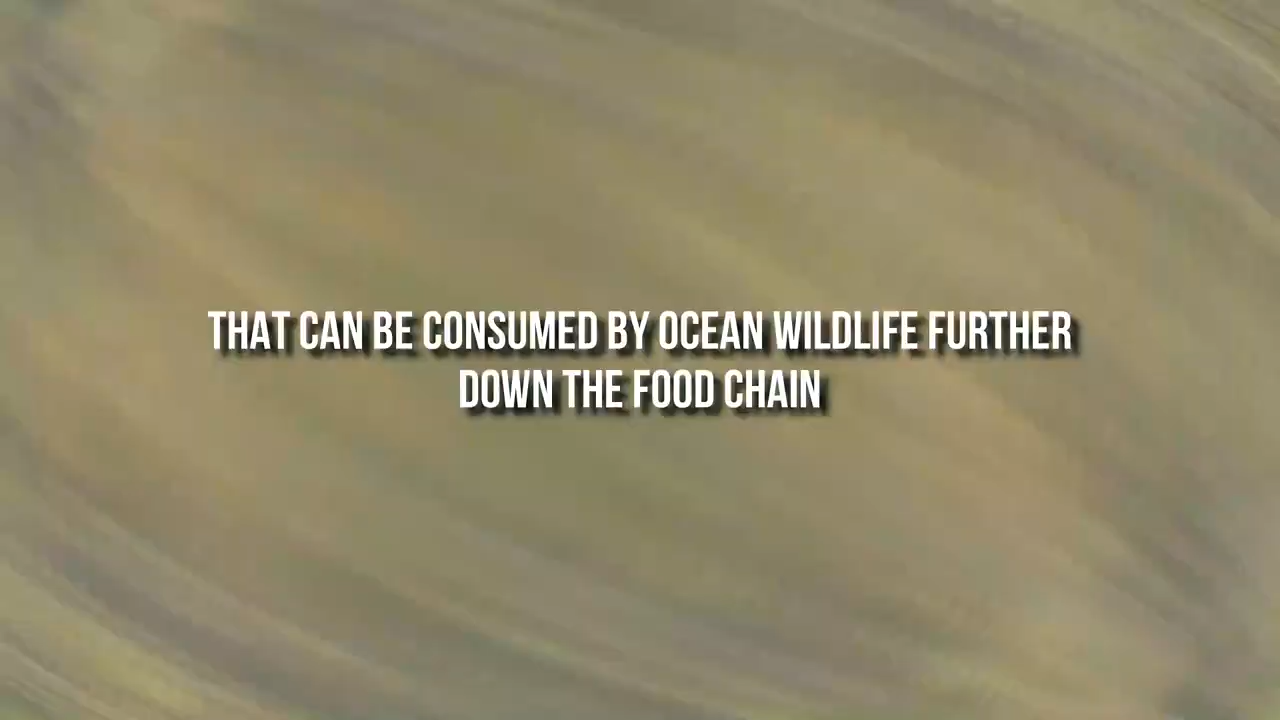 THAT CAN BE CONSUMED BY OCEAN WILDLIFE FURTHER
DOWN THE FOOD CHAIN